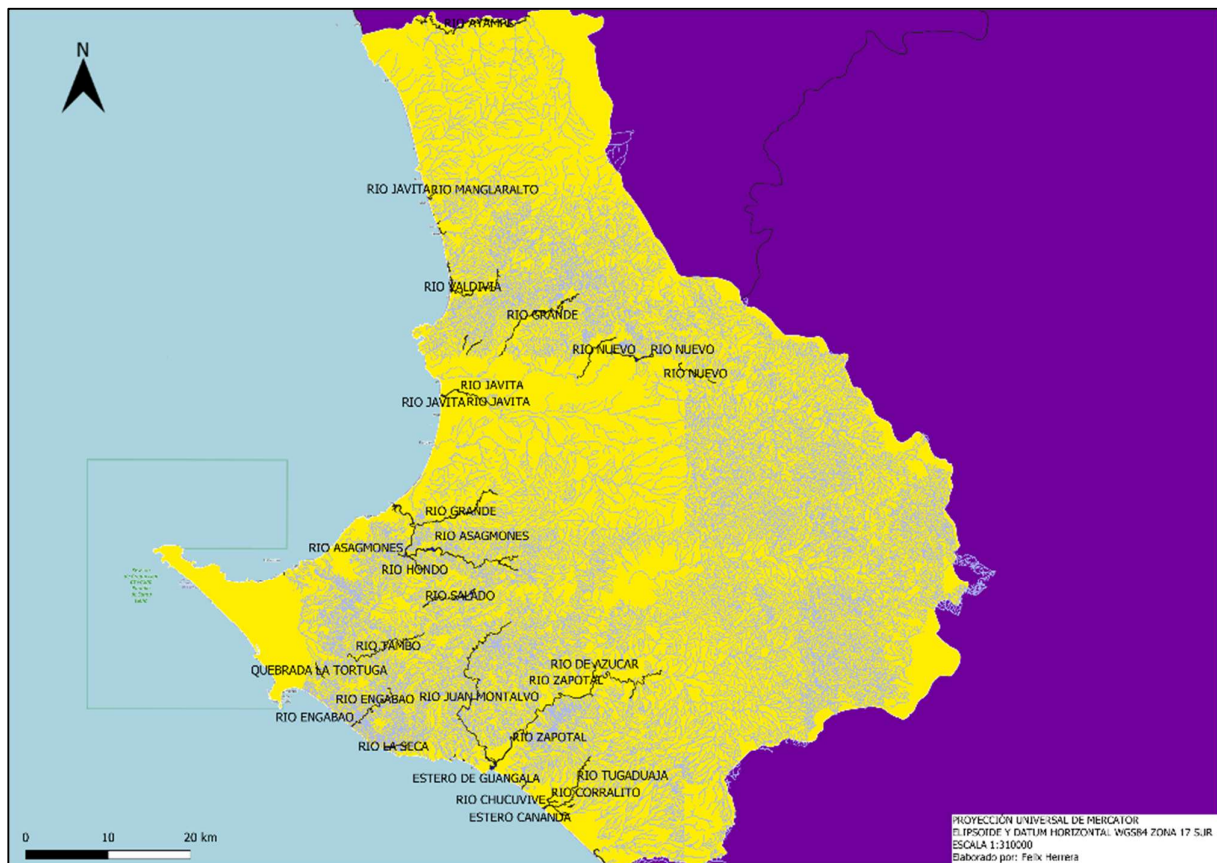 RIO AYAMPE
N
RIO JAVITA
RIO MANGLARALTO
RIO VALDIVIA
RIO GRANDE
RIO NUEVO
RIO NUEVO
RIO NUEVO
RIO JAVITA
RIO JAVITA
RIO JAVITA
RIO GRANDE
RIO ASAGMONES
RIO ASAGMONES
RIO HONDO
RIO SALADO
RIO TAMBO
RIO DE AZUCAR
QUEBRADA LA TORTUGA
RIO ZAPOTAL
RIO ENGABAO
RIO JUAN MONTALVO
RIO ENGABAO
RIO ZAPOTAL
RIO LA SECA
ESTERO DE GUANGALA
RIO TUGADUAJA
RIO CORRALITO
RIO CHUCUVIVE
ESTERO CANANDA
0 10 20 km
PROYECCIÓN UNIVERSAL DE MERCATOR
ELIPSOIDE Y DATUM HORIZONTAL WGS84 ZONA 17 SUR
ESCALA 1:310000
Elaborado por: Felix Herrera